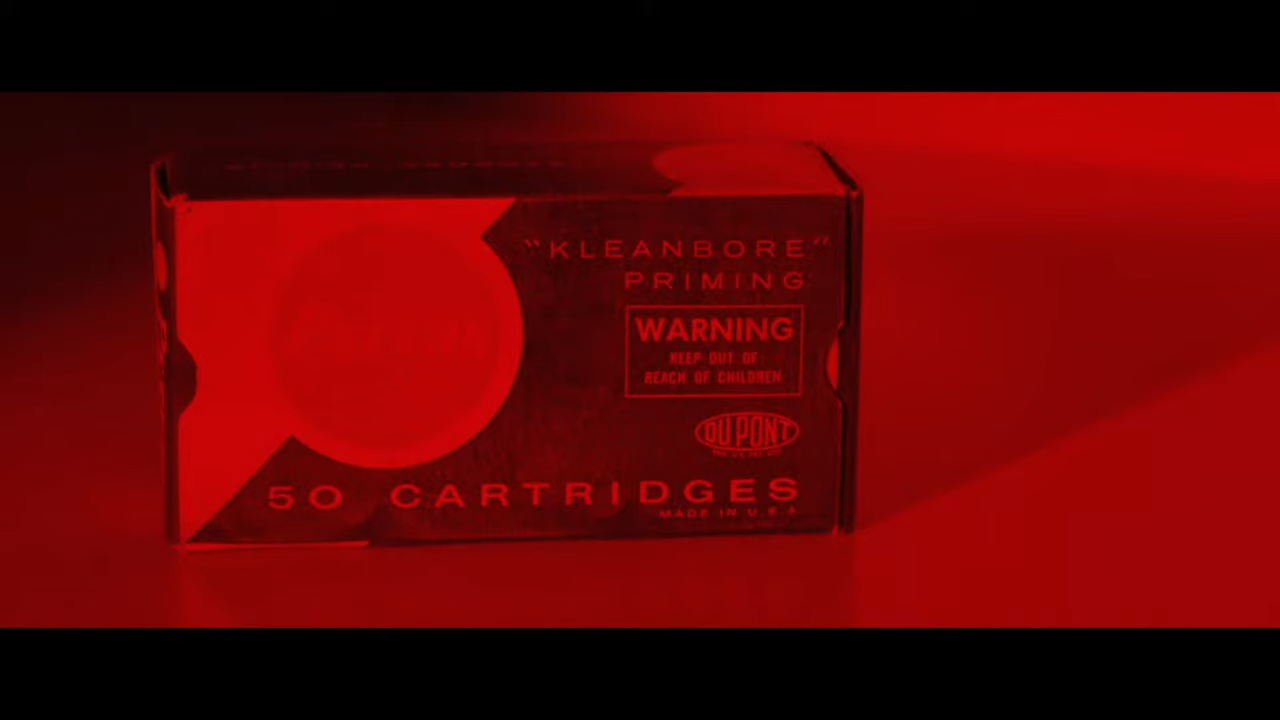 "KLEANBORE"
PRIMING
WARNING
KEEP OUT OF
REACH OF CHILDREN
DU PONT
50 CARTRIDGES
MADE IN U.S.A